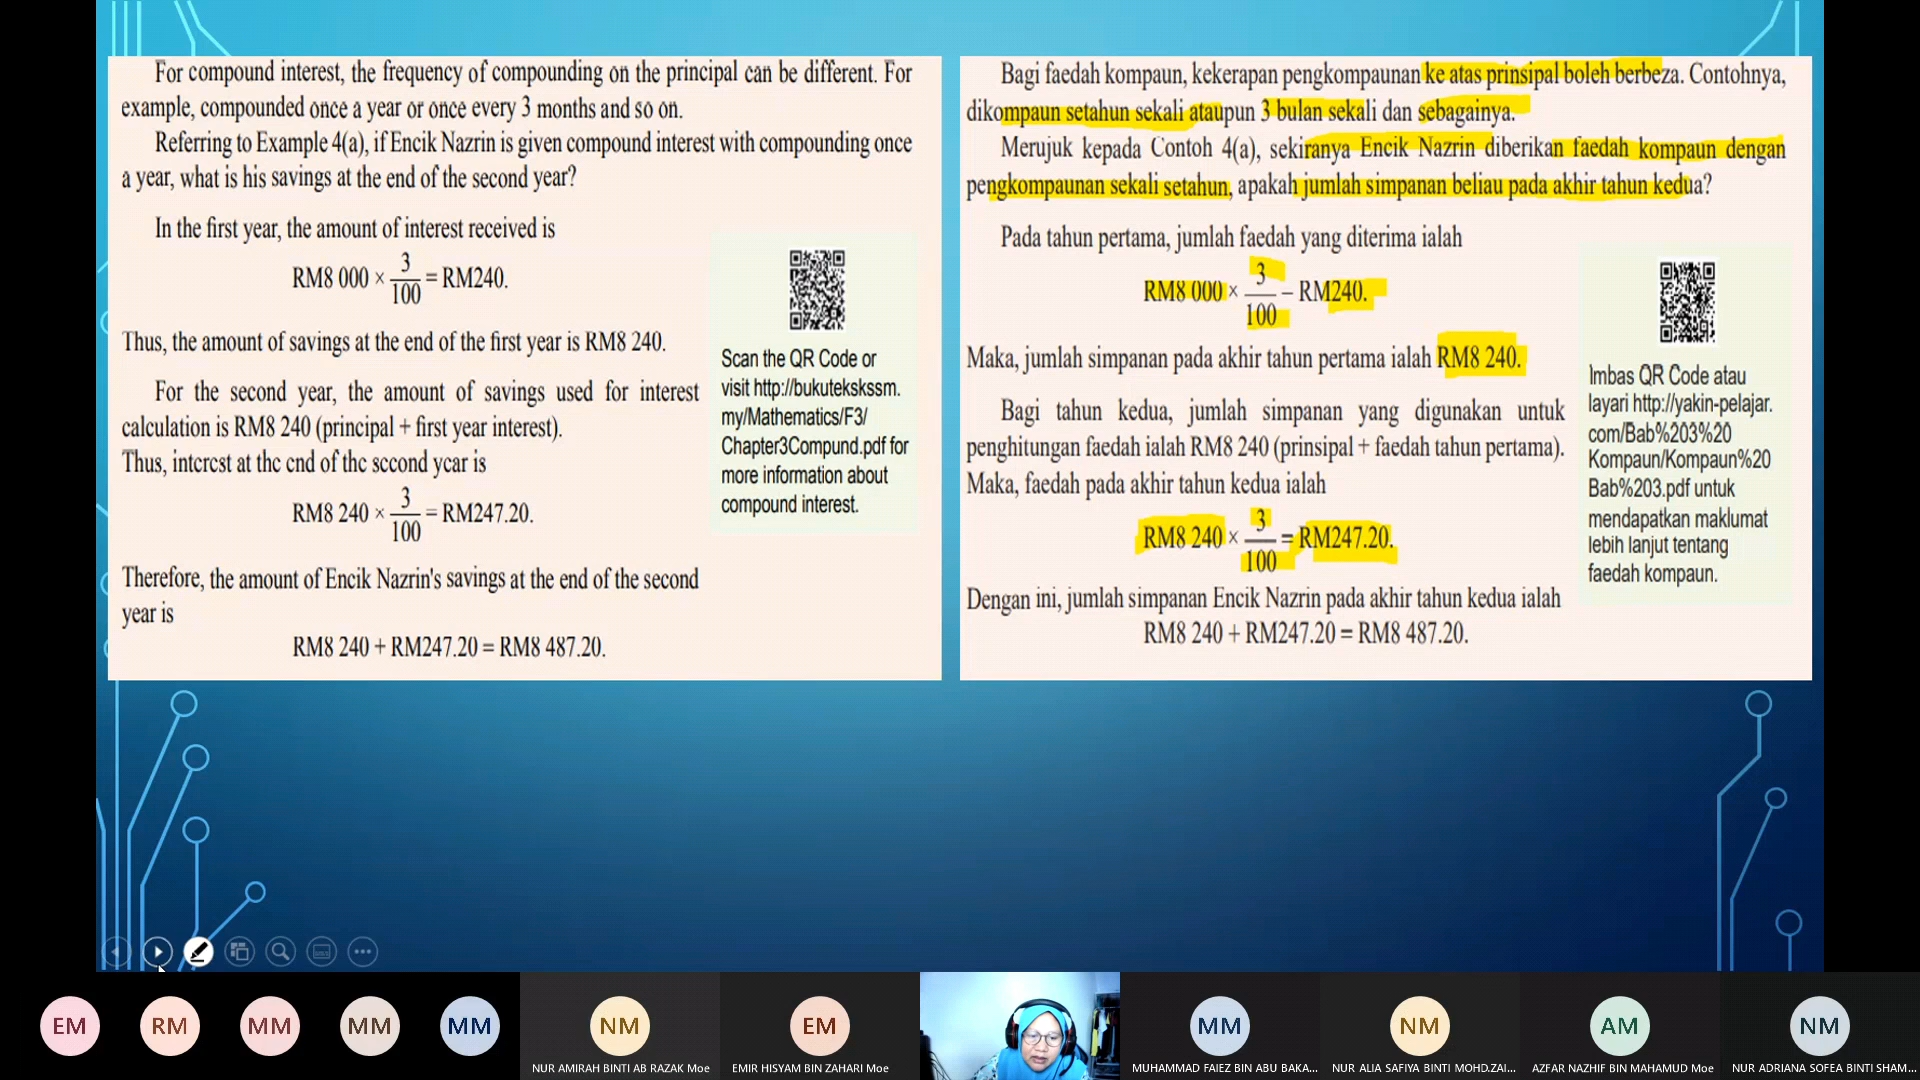 For compound interest, the frequency of compounding on the principal can be different. For
example, compounded once a year or once every 3 months and so on.
Referring to Example 4(a), if Encik Nazrin is given compound interest with compounding once
a year, what is his savings at the end of the second year?
In the first year, the amount of interest received is
RM8 000 × 3/100 = RM240.
Thus, the amount of savings at the end of the first year is RM8 240.
For the second year, the amount of savings used for interest
calculation is RM8 240 (principal + first year interest).
Thus, interest at the end of the second year is
RM8 240 × 3/100 = RM247.20.
Therefore, the amount of Encik Nazrin's savings at the end of the second
year is
RM8 240 + RM247.20 = RM8 487.20.
Scan the QR Code or
visit http://bukutekskssm.
my/Mathematics/F3/
Chapter3Compund.pdf for
more information about
compound interest.
Bagi faedah kompaun, kekerapan pengkompaunan ke atas prinsipal boleh berbeza. Contohnya,
dikompaun setahun sekali ataupun 3 bulan sekali dan sebagainya.
Merujuk kepada Contoh 4(a), sekiranya Encik Nazrin diberikan faedah kompaun dengan
pengkompaunan sekali setahun, apakah jumlah simpanan beliau pada akhir tahun kedua?
Pada tahun pertama, jumlah faedah yang diterima ialah
RM8 000 × 3/100 – RM240.
Maka, jumlah simpanan pada akhir tahun pertama ialah RM8 240.
Bagi tahun kedua, jumlah simpanan yang digunakan untuk
penghitungan faedah ialah RM8 240 (prinsipal + faedah tahun pertama).
Maka, faedah pada akhir tahun kedua ialah
RM8 240 × 3/100 = RM247.20.
Dengan ini, jumlah simpanan Encik Nazrin pada akhir tahun kedua ialah
RM8 240 + RM247.20 = RM8 487.20.
Imbas QR Code atau
layari http://yakin-pelajar.
com/Bab%203%20
Kompaun/Kompaun%20
Bab%203.pdf untuk
mendapatkan maklumat
lebih lanjut tentang
faedah kompaun.
EM
RM
MM
MM
MM
NM
NUR AMIRAH BINTI AB RAZAK Moe
EM
EMIR HISYAM BIN ZAHARI Moe
MM
MUHAMMAD FAIEZ BIN ABU BAKA...
NM
NUR ALIA SAFIYA BINTI MOHD.ZAI...
AM
AZFAR NAZHIF BIN MAHAMUD Moe
NM
NUR ADRIANA SOFEA BINTI SHAM...